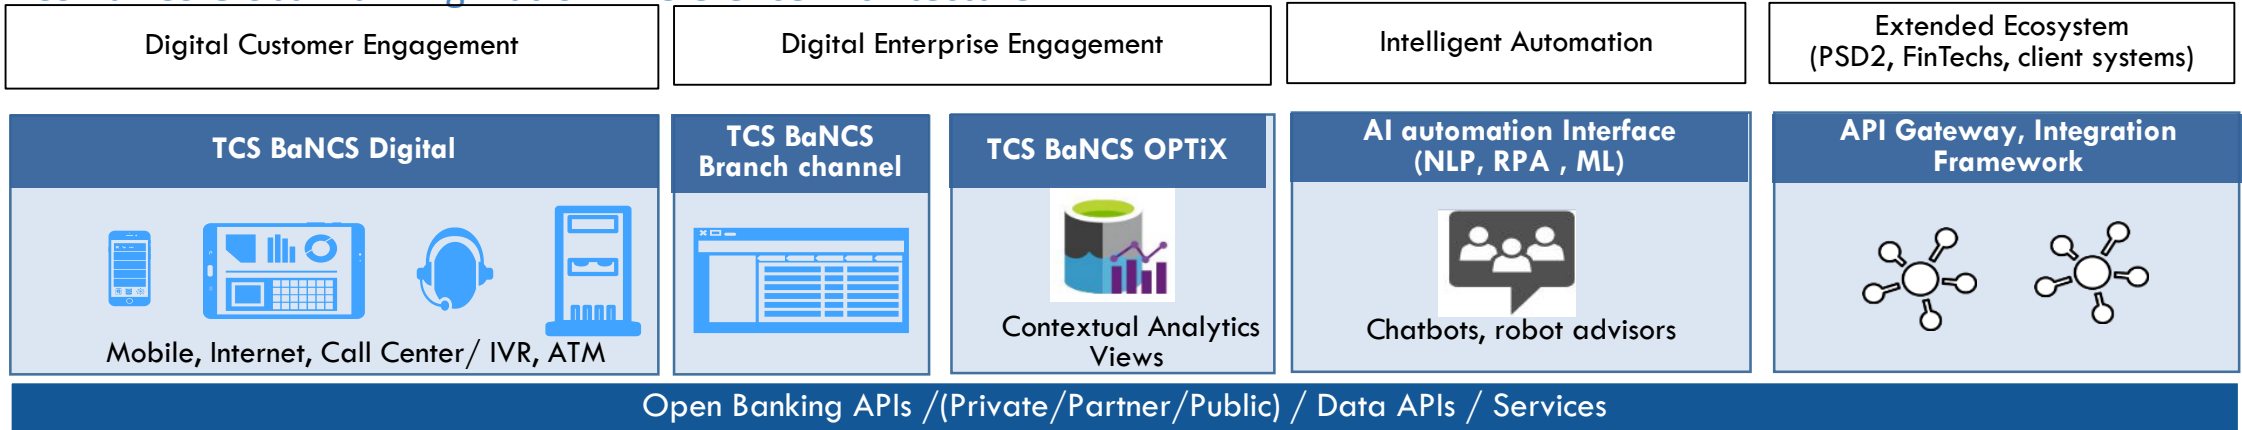 Digital Customer Engagement
Digital Enterprise Engagement
Intelligent Automation
Extended Ecosystem
(PSD2, FinTechs, client systems)
TCS BaNCS Digital
TCS BaNCS
Branch channel
TCS BaNCS OPTiX
AI automation Interface
(NLP, RPA , ML)
API Gateway, Integration
Framework
Mobile, Internet, Call Center/ IVR, ATM
Contextual Analytics
Views
Chatbots, robot advisors
Open Banking APIs /(Private/Partner/Public) / Data APIs / Services